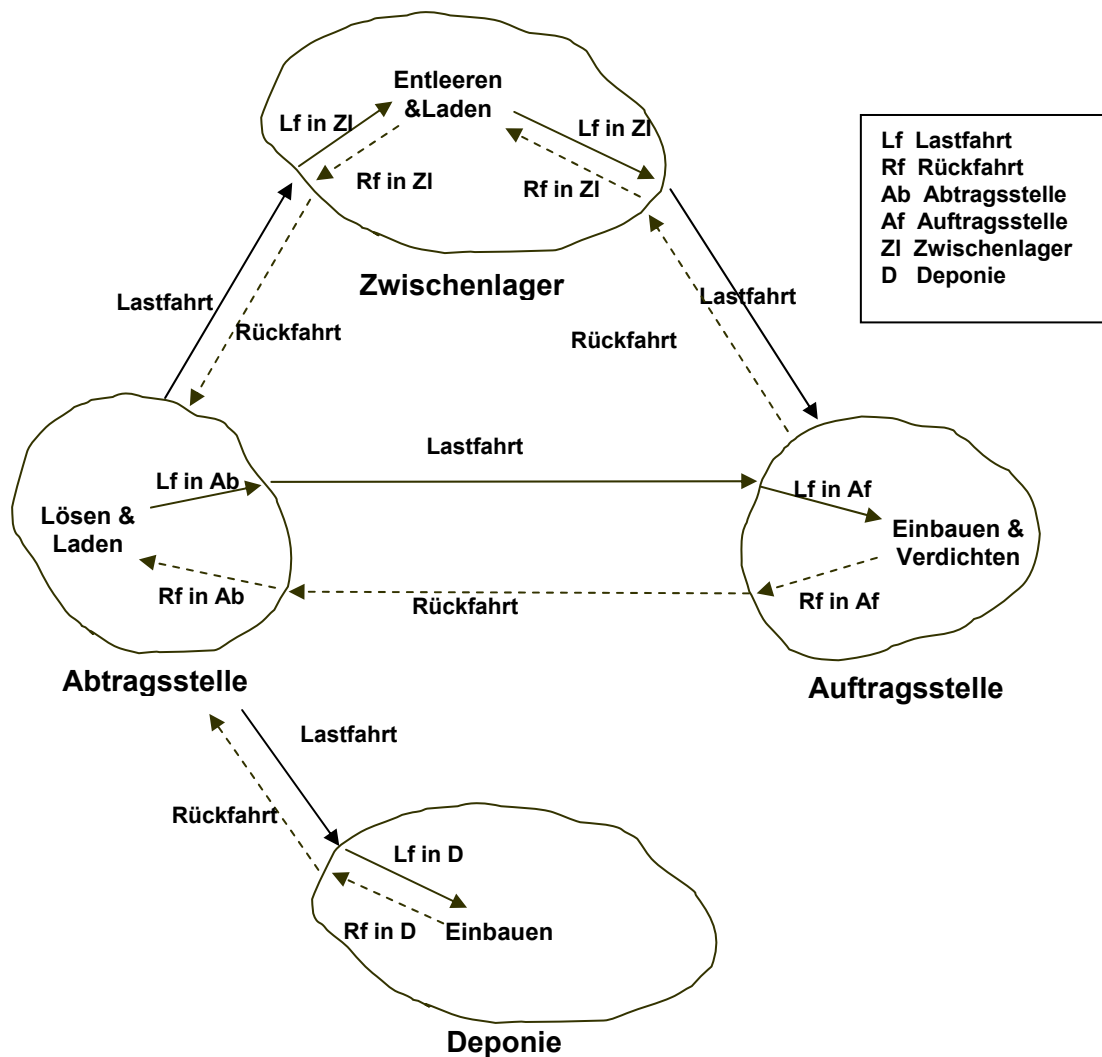 Entleeren
&Laden
Lf in Zl
Lf in Zl
Rf in Zl
Rf in Zl
Zwischenlager
Lf Lastfahrt
Rf Rückfahrt
Ab Abtragsstelle
Af Auftragsstelle
Zl Zwischenlager
D Deponie
Lastfahrt
Lastfahrt
Rückfahrt
Rückfahrt
Lastfahrt
Lf in Ab
Lösen &
Laden
Rf in Ab
Rückfahrt
Lf in Af
Einbauen &
Verdichten
Rf in Af
Abtragsstelle
Auftragsstelle
Lastfahrt
Rückfahrt
Lf in D
Rf in D
Einbauen
Deponie